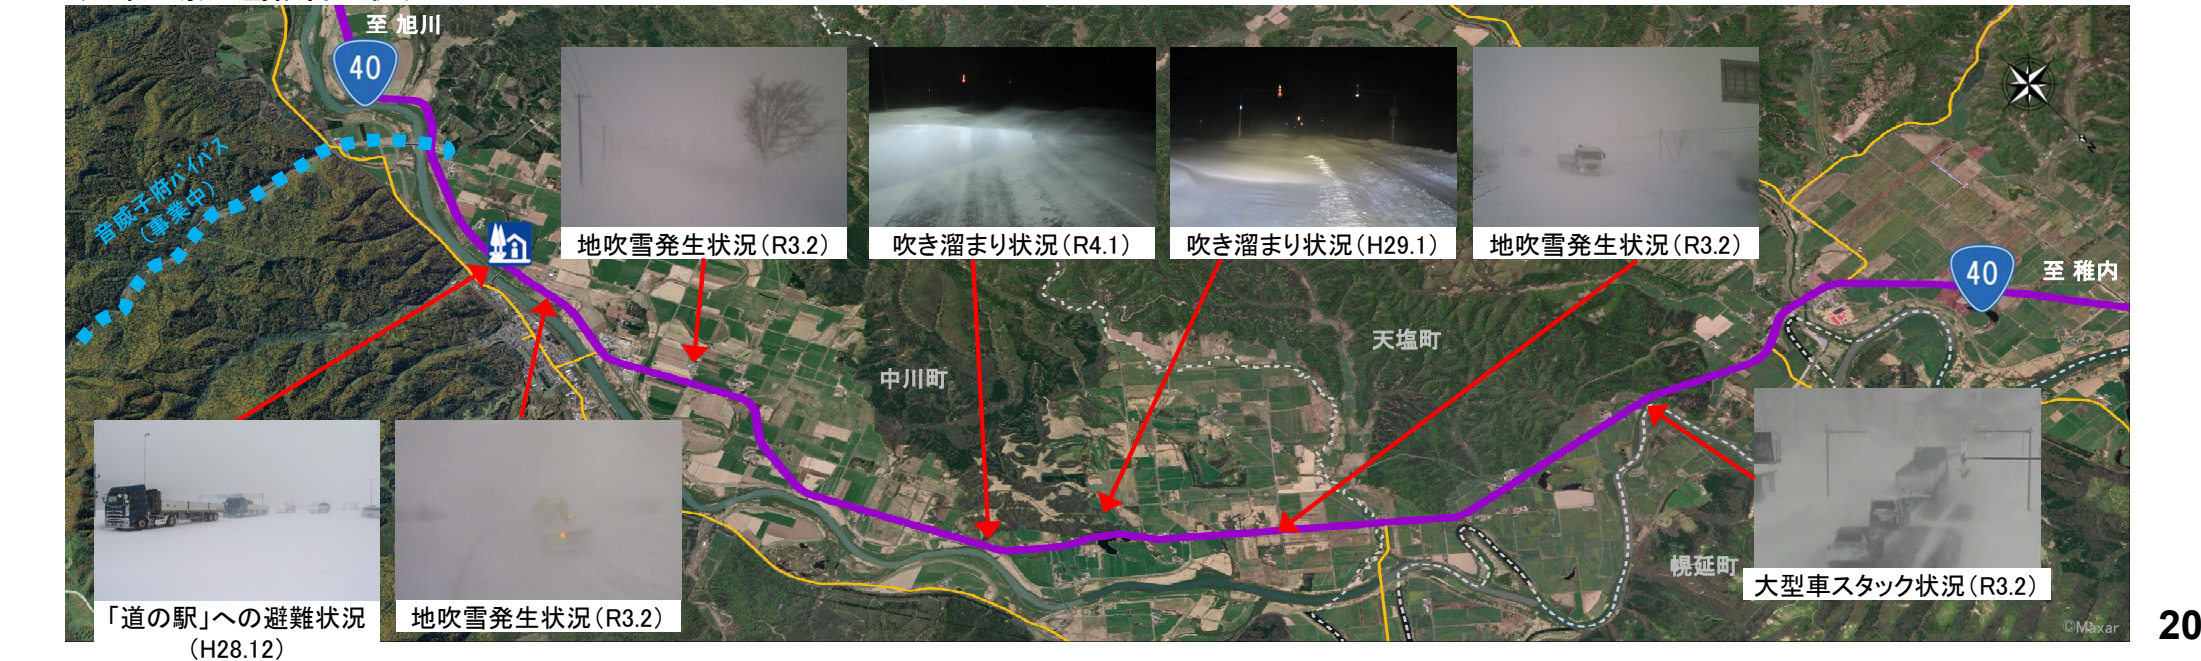 至 旭川
40
音威子府バイパス
（事業中）
地吹雪発生状況（R3.2）
吹き溜まり状況（R4.1）
吹き溜まり状況（H29.1）
地吹雪発生状況（R3.2）
40
至 稚内
天塩町
中川町
幌延町
「道の駅」への避難状況
（H28.12）
地吹雪発生状況（R3.2）
大型車スタック状況（R3.2）
©Maxar
20